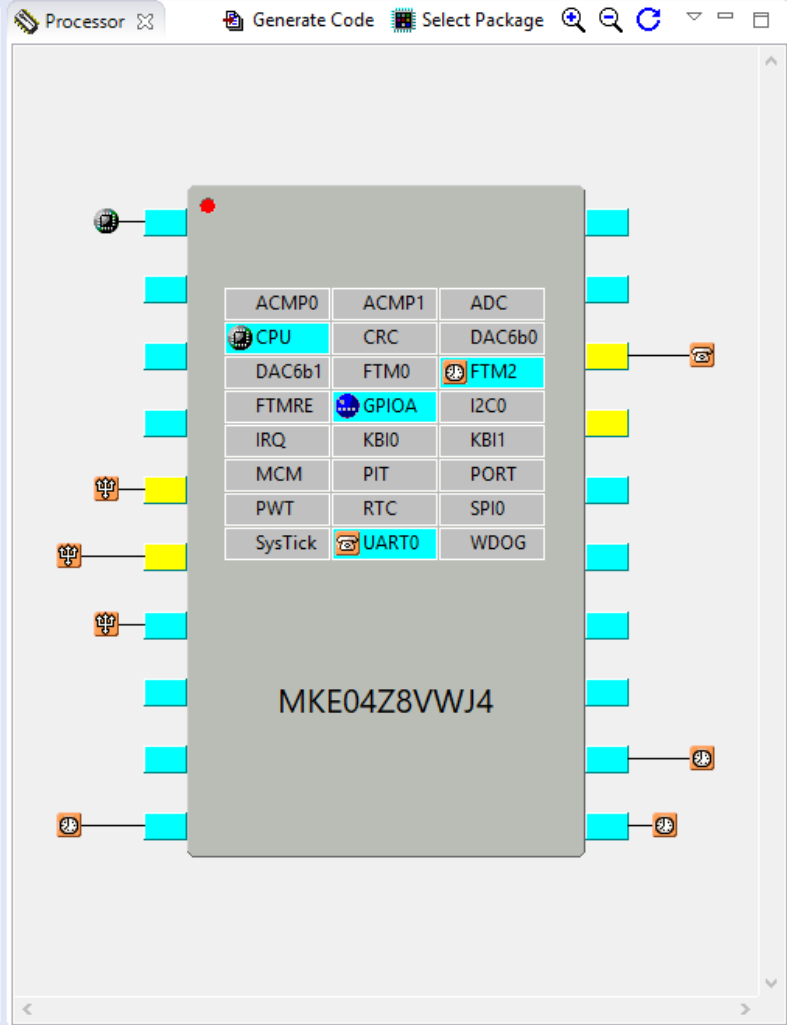 Processor Generate Code Select Package
ACMP0 ACMP1 ADC
CPU CRC DAC6b0
DAC6b1 FTM0 FTM2
FTMRE GPIOA I2C0
IRQ KBI0 KBI1
MCM PIT PORT
PWT RTC SPI0
SysTick UART0 WDOG
MKE04Z8VWJ4